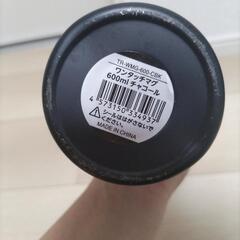 TR-WMG-600-CBK
ワンタッチマグ
600ml チャコール
4 573150 534937
シールははがさないで
ください。
MADE IN CHINA